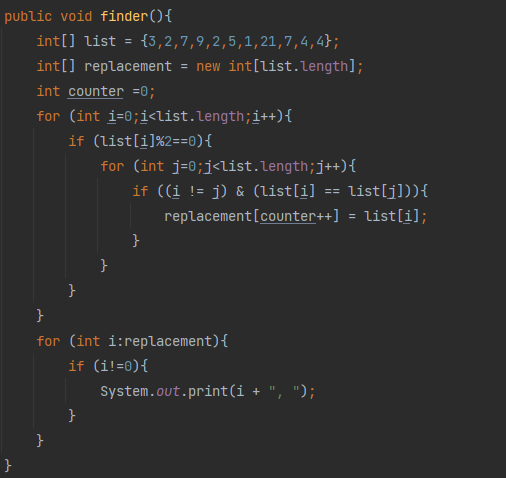 public void finder(){
    int[] list = {3,2,7,9,2,5,1,21,7,4,4};
    int[] replacement = new int[list.length];
    int counter =0;
    for (int i=0;i<list.length;i++){
        if (list[i]%2==0){
            for (int j=0;j<list.length;j++){
                if ((i != j) & (list[i] == list[j])){
                    replacement[counter++] = list[i];
                }
            }
        }
    }
    for (int i:replacement){
        if (i!=0){
            System.out.print(i + ", ");
        }
    }
}